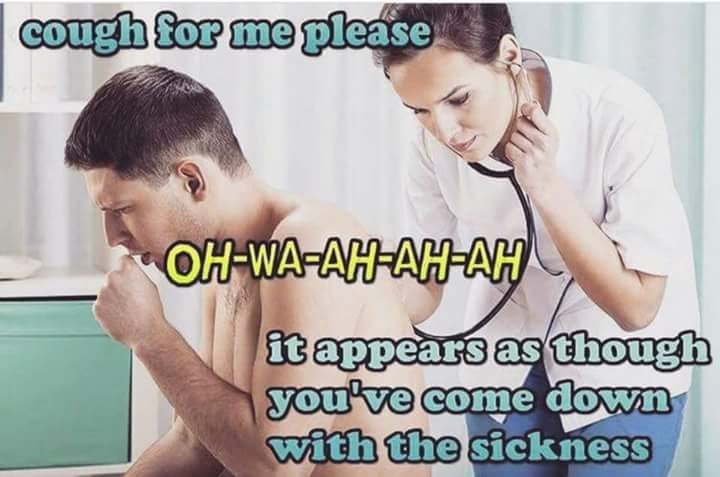 cough for me please
OH-WA-AH-AH-AH
it appears as though
you've come down
with the sickness